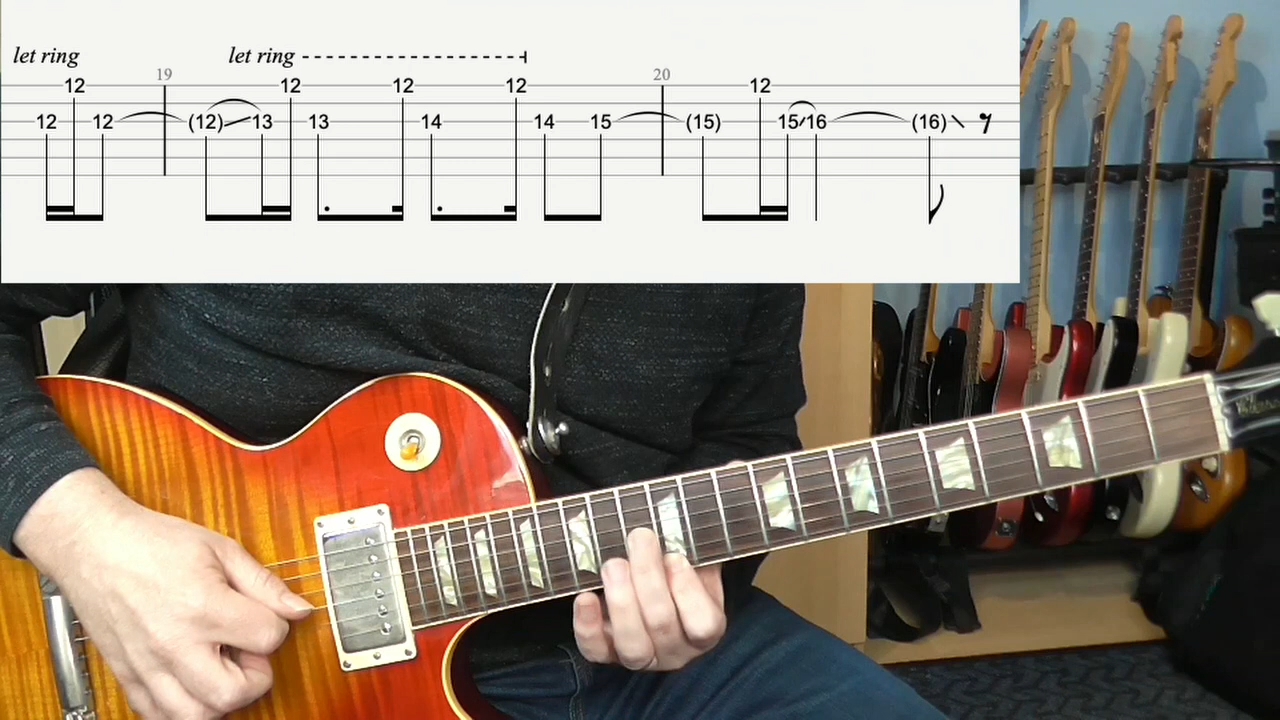 let ring let ring
19 20
12 12 12 12 12
12 12 (12) 13 13 14 14 15 (15) 15 16 (16)